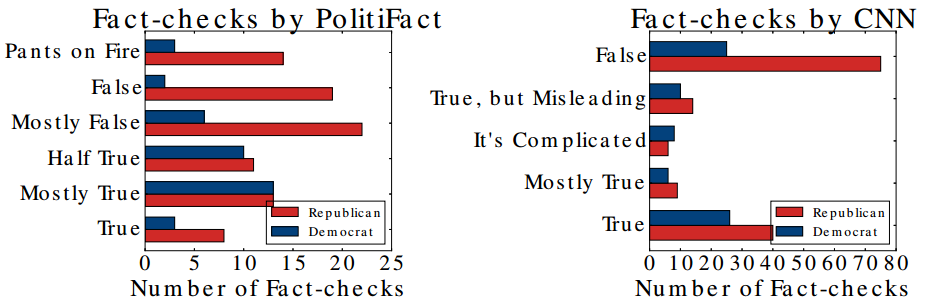 Fact-checks by PolitiFact
Pants on Fire
False
Mostly False
Half True
Mostly True
True
Republican
Democrat
0 5 10 15 20 25
Number of Fact-checks
Fact-checks by CNN
False
True, but Misleading
It's Complicated
Mostly True
True
Republican
Democrat
0 10 20 30 40 50 60 70 80
Number of Fact-checks